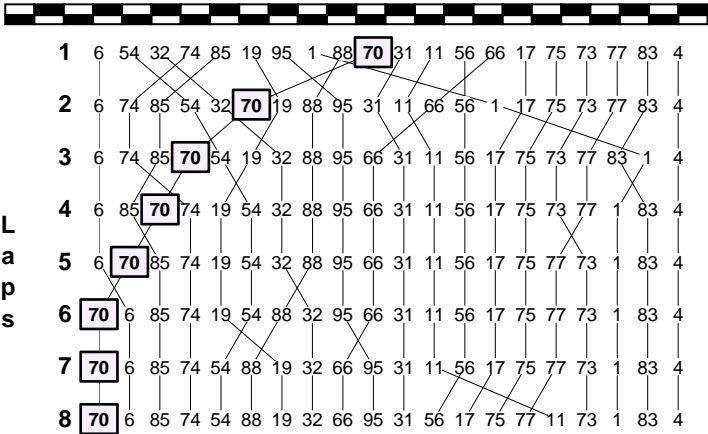 1 6 54 32 74 85 19 95 1 88 70 31 11 56 66 17 75 73 77 83 4
2 6 74 85 54 32 70 19 88 95 31 11 66 56 1 17 75 73 77 83 4
3 6 74 85 70 54 19 32 88 95 66 31 11 56 17 75 73 77 83 1 4
4 6 85 70 74 19 54 32 88 95 66 31 11 56 17 75 73 77 1 83 4
Laps
5 6 70 85 74 19 54 32 88 95 66 31 11 56 17 75 77 73 1 83 4
6 70 6 85 74 19 54 88 32 95 66 31 11 56 17 75 77 73 1 83 4
7 70 6 85 74 54 88 19 32 66 95 31 11 56 17 75 77 73 1 83 4
8 70 6 85 74 54 88 19 32 66 95 31 56 17 75 77 11 73 1 83 4